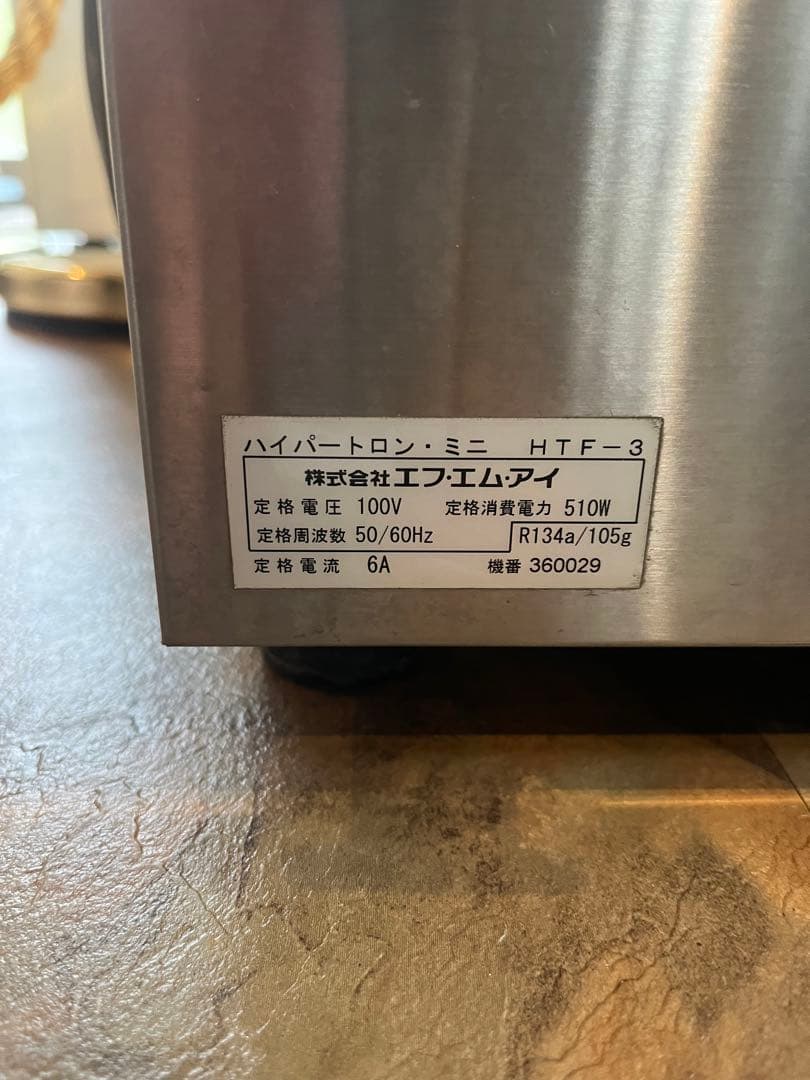 ハイパートロン・ミニ HTF-3
株式会社エフ・エム・アイ
定格電圧 100V 定格消費電力 510W
定格周波数 50/60Hz R134a/105g
定格電流 6A 機番 360029